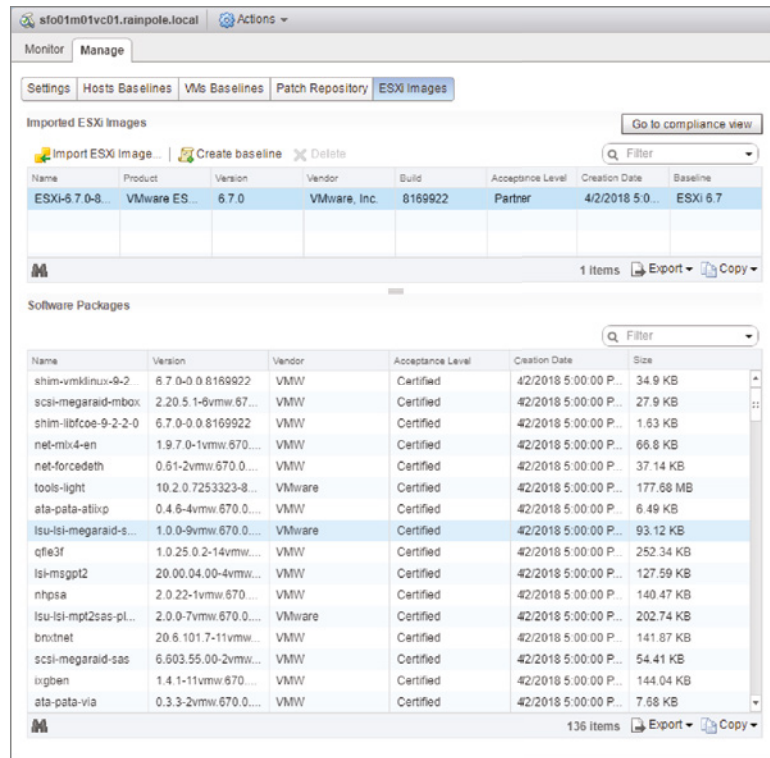 sfo01m01vc01.rainpole.local Actions
Monitor Manage
Settings Hosts Baselines VMs Baselines Patch Repository ESXi Images
Imported ESXi Images Go to compliance view
Import ESXi Image... Create baseline Delete Filter
Name Product Version Vendor Build Acceptance Level Creation Date Baseline
ESXi-6.7.0-8... VMware ES... 6.7.0 VMware, Inc. 8169922 Partner 4/2/2018 5:0... ESXi 6.7
1 items Export Copy
Software Packages
Filter
Name Version Vendor Acceptance Level Creation Date Size
shim-vmklinux-9-2... 6.7.0-0.0.8169922 VMW Certified 4/2/2018 5:00:00 P... 34.9 KB
scsi-megaraid-mbox 2.20.5.1-6vmw.67... VMW Certified 4/2/2018 5:00:00 P... 27.9 KB
shim-libfcoe-9-2-2-0 6.7.0-0.0.8169922 VMW Certified 4/2/2018 5:00:00 P... 1.63 KB
net-mlx4-en 1.9.7.0-1vmw.670.... VMW Certified 4/2/2018 5:00:00 P... 66.8 KB
net-forcedeth 0.61-2vmw.670.0.... VMW Certified 4/2/2018 5:00:00 P... 37.14 KB
tools-light 10.2.0.7253323-8... VMware Certified 4/2/2018 5:00:00 P... 177.68 MB
ata-pata-atiixp 0.4.6-4vmw.670.0.... VMW Certified 4/2/2018 5:00:00 P... 6.49 KB
lsu-lsi-megaraid-s... 1.0.0-9vmw.670.0.... VMware Certified 4/2/2018 5:00:00 P... 93.12 KB
qfle3f 1.0.25.0.2-14vmw.... VMW Certified 4/2/2018 5:00:00 P... 252.34 KB
lsi-msgpt2 20.00.04.00-4vmw.... VMW Certified 4/2/2018 5:00:00 P... 127.59 KB
nhpsa 2.0.22-1vmw.670.... VMW Certified 4/2/2018 5:00:00 P... 140.47 KB
lsu-lsi-mpt2sas-pl... 2.0.0-7vmw.670.0.... VMware Certified 4/2/2018 5:00:00 P... 202.74 KB
bnxtnet 20.6.101.7-11vmw... VMW Certified 4/2/2018 5:00:00 P... 141.87 KB
scsi-megaraid-sas 6.603.55.00-2vmw... VMW Certified 4/2/2018 5:00:00 P... 54.41 KB
ixgben 1.4.1-11vmw.670.... VMW Certified 4/2/2018 5:00:00 P... 144.04 KB
ata-pata-via 0.3.3-2vmw.670.0.... VMW Certified 4/2/2018 5:00:00 P... 7.68 KB
136 items Export Copy